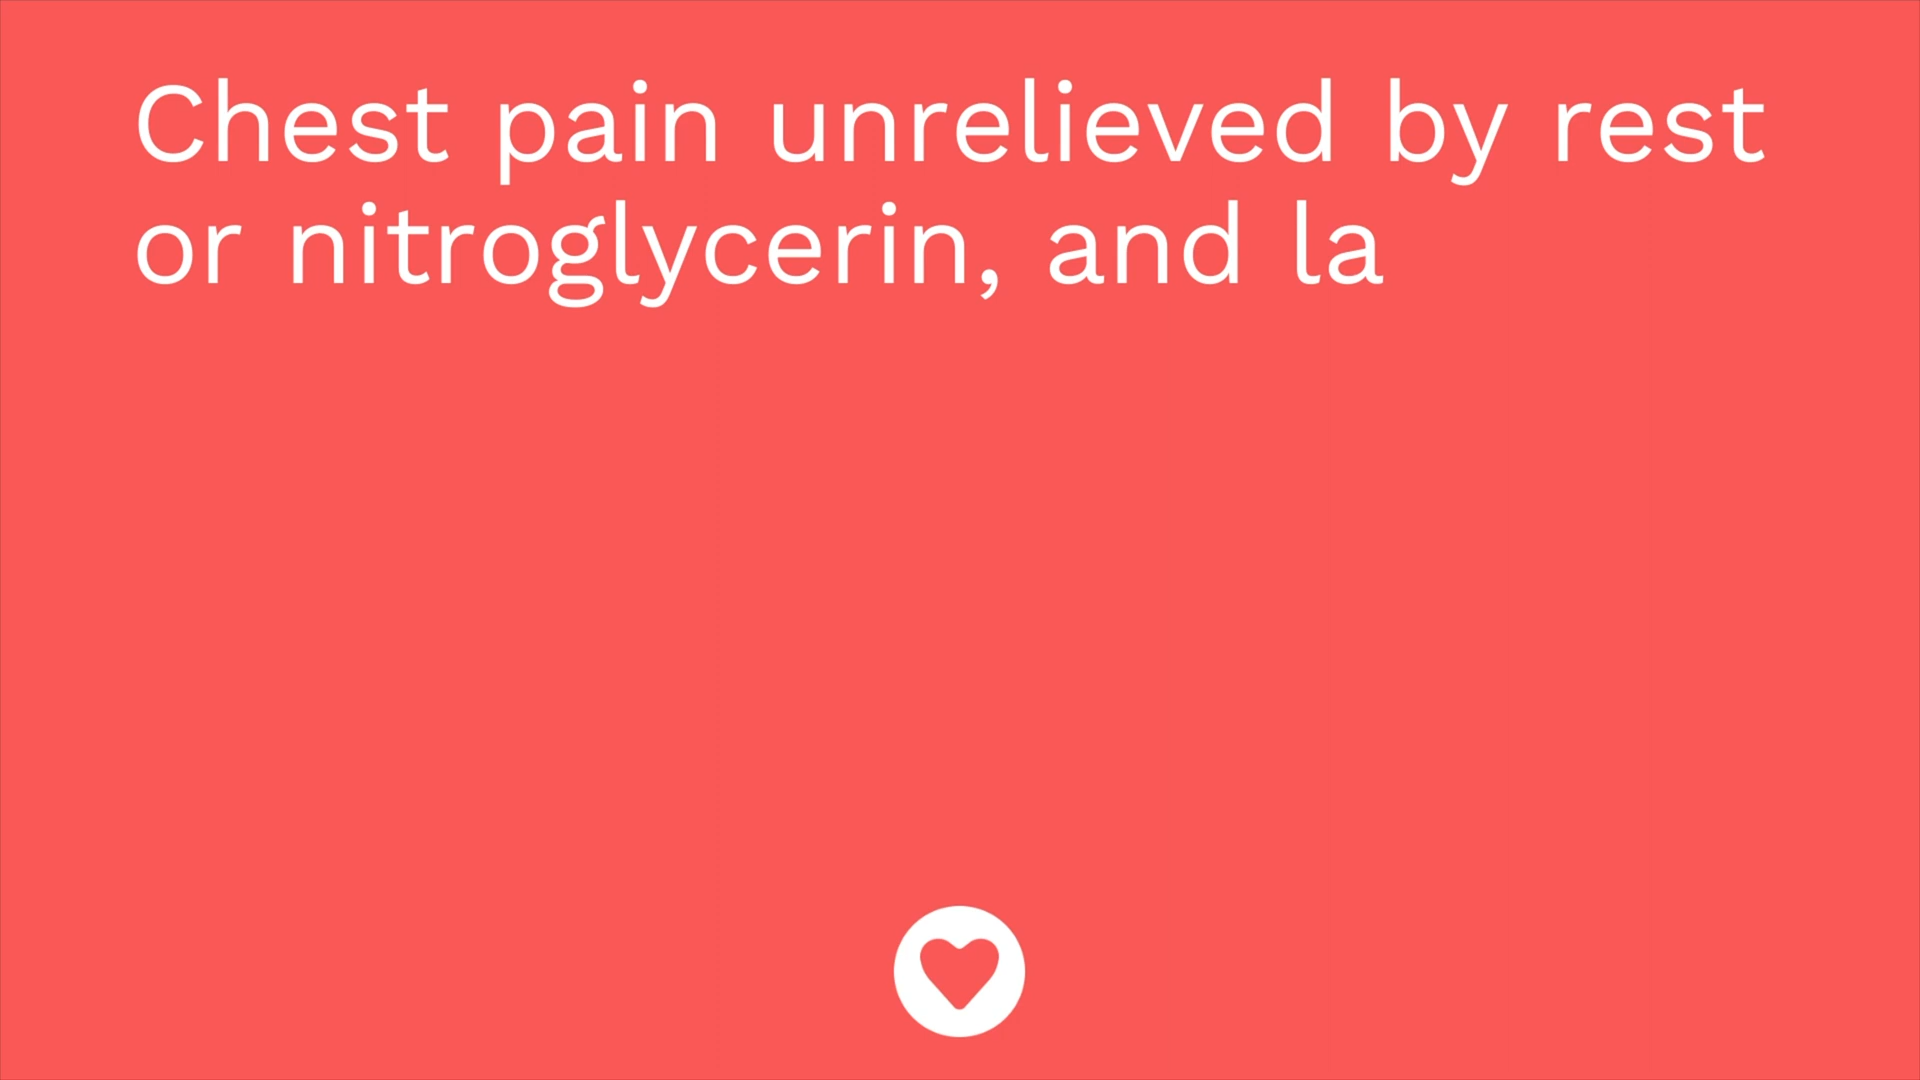 Chest pain unrelieved by rest
or nitroglycerin, and la